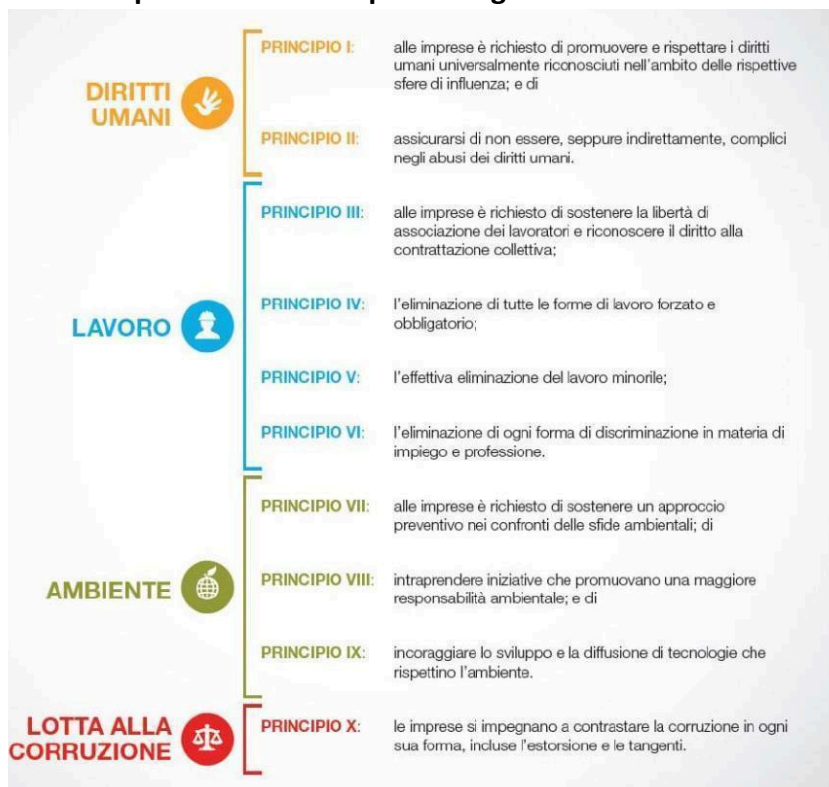 DIRITTI
UMANI
PRINCIPIO I:
alle imprese è richiesto di promuovere e rispettare i diritti
umani universalmente riconosciuti nell'ambito delle rispettive
sfere di influenza; e di
PRINCIPIO II:
assicurarsi di non essere, seppure indirettamente, complici
negli abusi dei diritti umani.
LAVORO
PRINCIPIO III:
alle imprese è richiesto di sostenere la libertà di
associazione dei lavoratori e riconoscere il diritto alla
contrattazione collettiva;
PRINCIPIO IV:
l'eliminazione di tutte le forme di lavoro forzato e
obbligatorio;
PRINCIPIO V:
l'effettiva eliminazione del lavoro minorile;
PRINCIPIO VI:
l'eliminazione di ogni forma di discriminazione in materia di
impiego e professione.
AMBIENTE
PRINCIPIO VII:
alle imprese è richiesto di sostenere un approccio
preventivo nei confronti delle sfide ambientali; di
PRINCIPIO VIII:
intraprendere iniziative che promuovano una maggiore
responsabilità ambientale; e di
PRINCIPIO IX:
incoraggiare lo sviluppo e la diffusione di tecnologie che
rispettino l'ambiente.
LOTTA ALLA
CORRUZIONE
PRINCIPIO X:
le imprese si impegnano a contrastare la corruzione in ogni
sua forma, incluse l'estorsione e le tangenti.